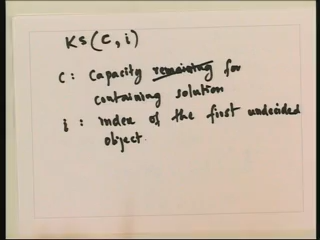 KS(C, i)
C : Capacity remaining for
containing solution
i : index of the first undecided
object.